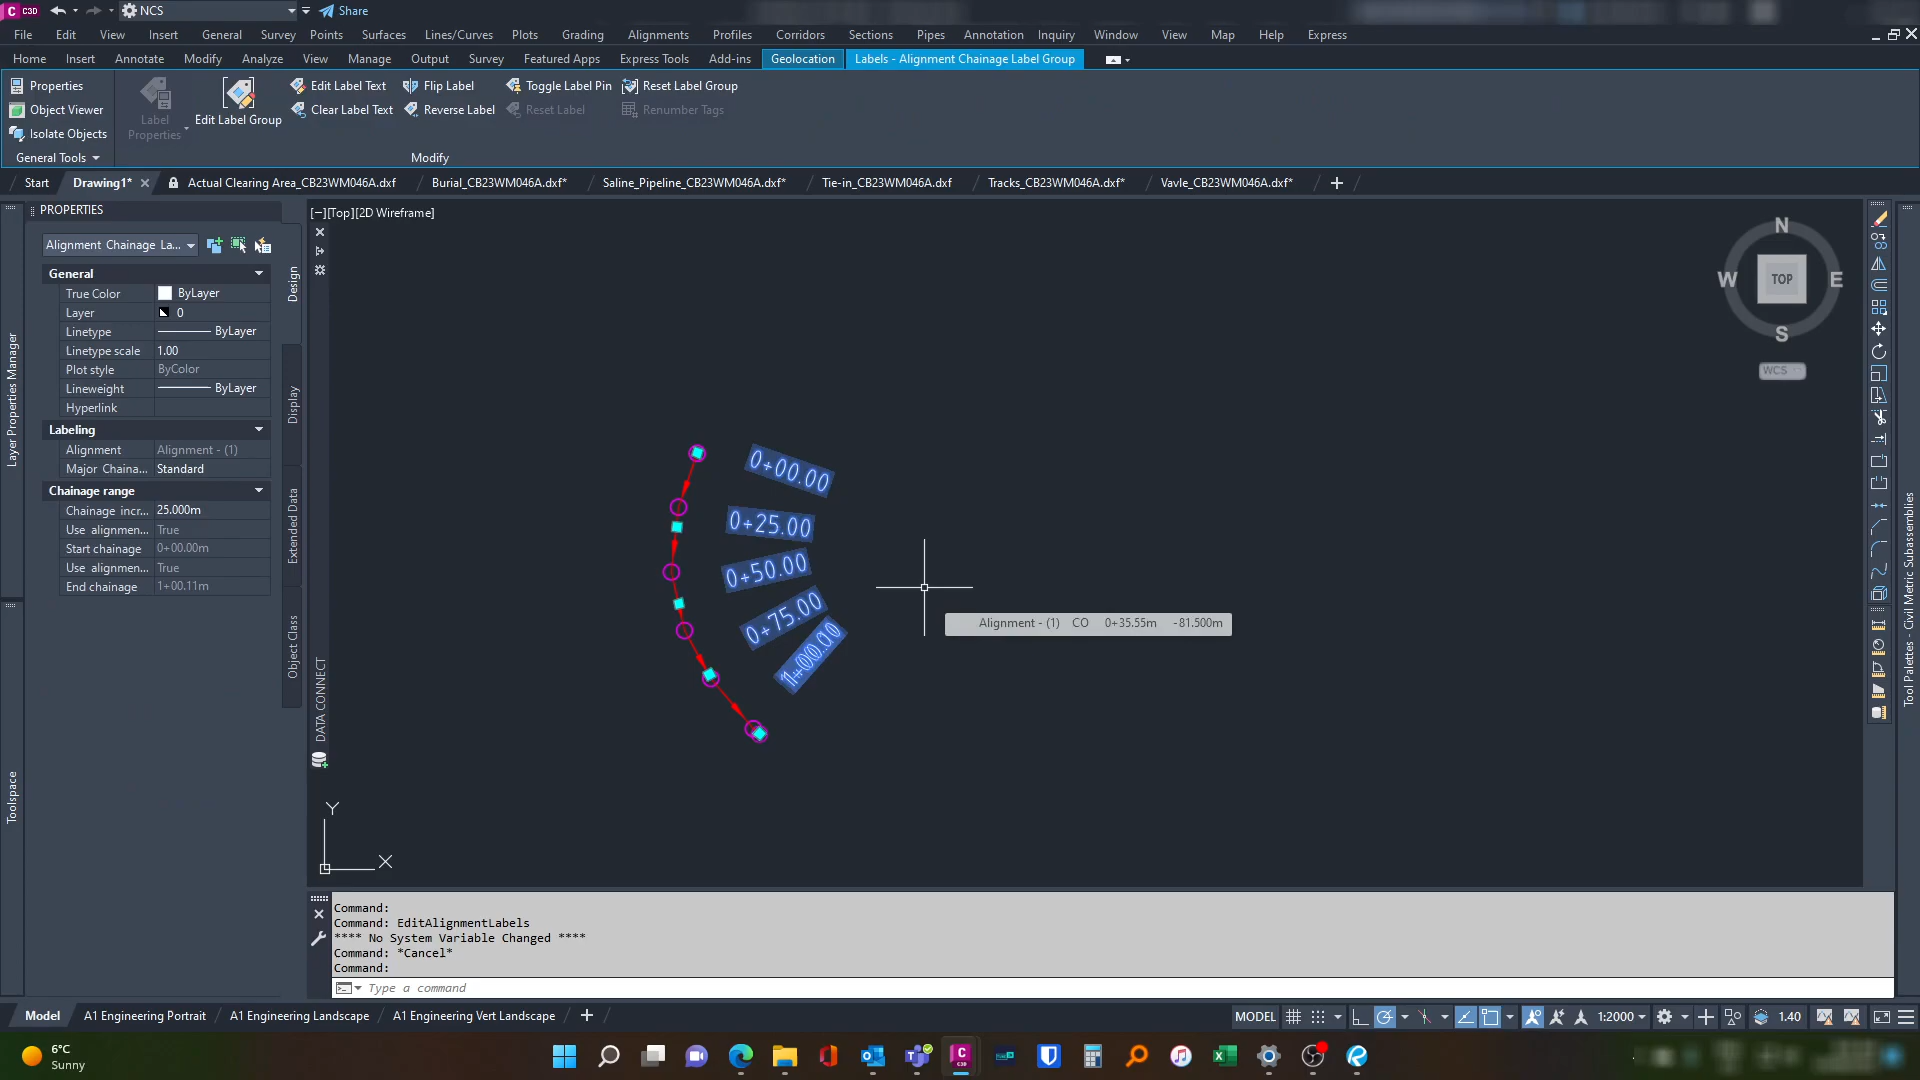 C3D NCS Share
File Edit View Insert General Survey Points Surfaces Lines/Curves Plots Grading Alignments Profiles Corridors Sections Pipes Annotation Inquiry Window View Map Help Express
Home Insert Annotate Modify Analyze View Manage Output Survey Featured Apps Express Tools Add-ins Geolocation Labels - Alignment Chainage Label Group
Properties
Object Viewer
Isolate Objects
General Tools
Label
Properties
Edit Label Group
Edit Label Text Flip Label Toggle Label Pin Reset Label Group
Clear Label Text Reverse Label Reset Label Renumber Tags
Modify
Start Drawing1* Actual Clearing Area_CB23WM046A.dxf Burial_CB23WM046A.dxf* Saline_Pipeline_CB23WM046A.dxf* Tie-in_CB23WM046A.dxf Tracks_CB23WM046A.dxf* Vavle_CB23WM046A.dxf*
Layer Properties Manager
Toolspace
PROPERTIES
Alignment Chainage La...
General
True Color ByLayer
Layer 0
Linetype ByLayer
Linetype scale 1.00
Plot style ByColor
Lineweight ByLayer
Hyperlink
Labeling
Alignment Alignment - (1)
Major Chaina... Standard
Chainage range
Chainage incr... 25.000m
Use alignmen... True
Start chainage 0+00.00m
Use alignmen... True
End chainage 1+00.11m
Design
Display
Extended Data
Object Class
DATA CONNECT
[−][Top][2D Wireframe]
0+00.00
0+25.00
0+50.00
0+75.00
Alignment - (1) CO 0+35.55m -81.500m
Y
X
N
W TOP E
S
WCS
Tool Palettes - Civil Metric Subassemblies
Command:
Command: EditAlignmentLabels
**** No System Variable Changed ****
Command: *Cancel*
Command:
Type a command
Model A1 Engineering Portrait A1 Engineering Landscape A1 Engineering Vert Landscape
MODEL 1:2000 1.40
6°C
Sunny
C3D